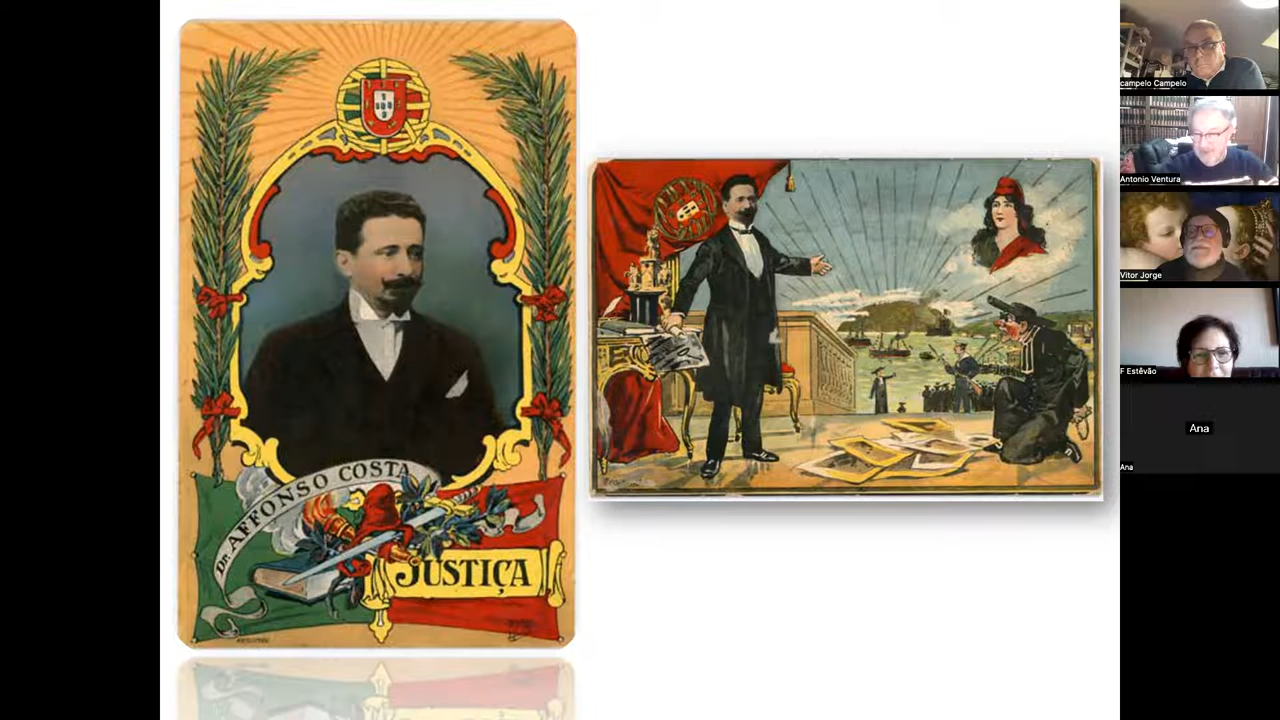 Dr. AFFONSO COSTA
JUSTIÇA
campelo Campelo
Antonio Ventura
Vitor Jorge
F Estêvão
Ana
Ana